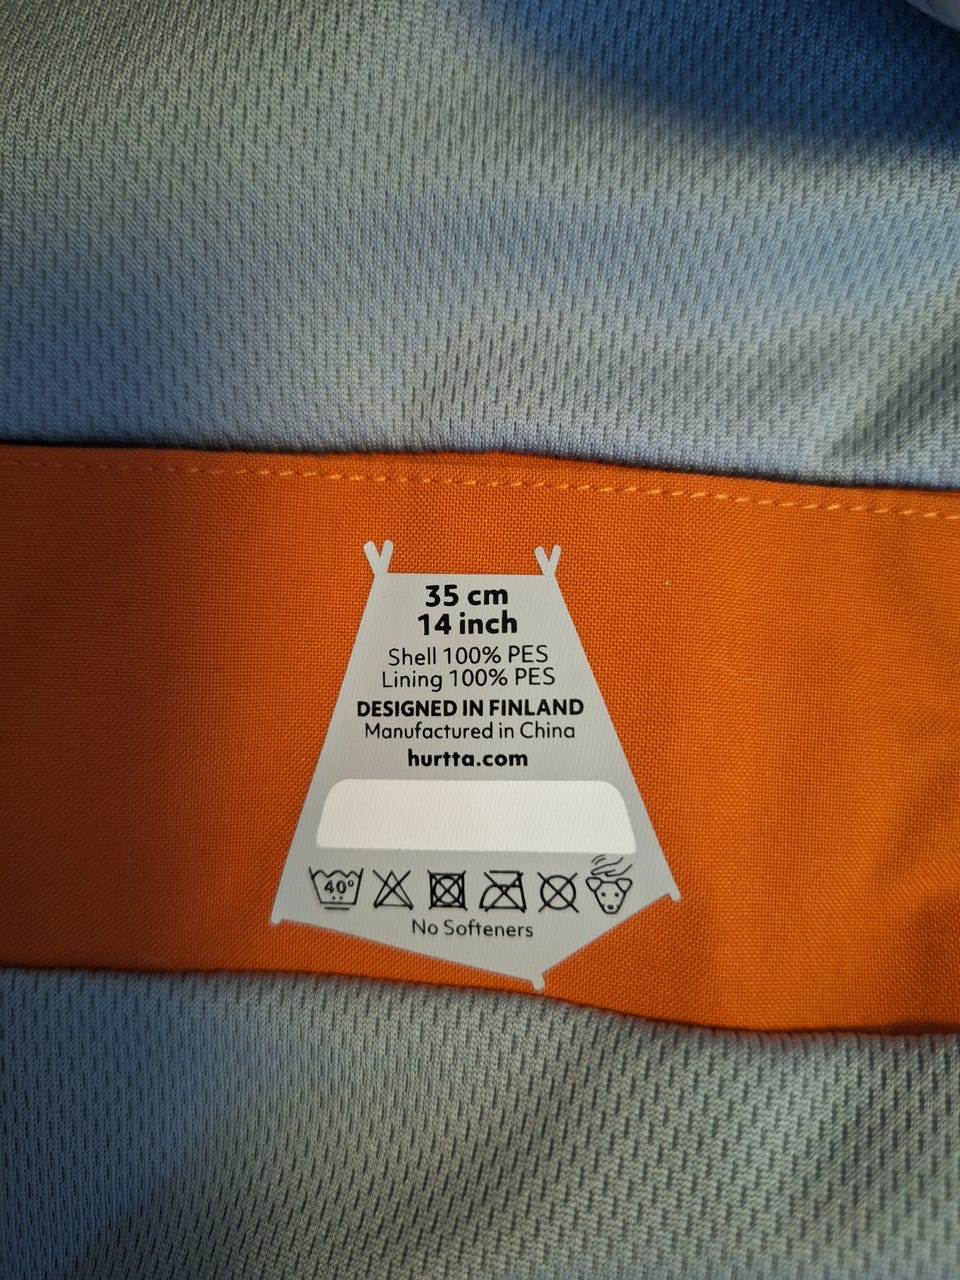 35 cm
14 inch
Shell 100% PES
Lining 100% PES
DESIGNED IN FINLAND
Manufactured in China
hurtta.com
40°
No Softeners